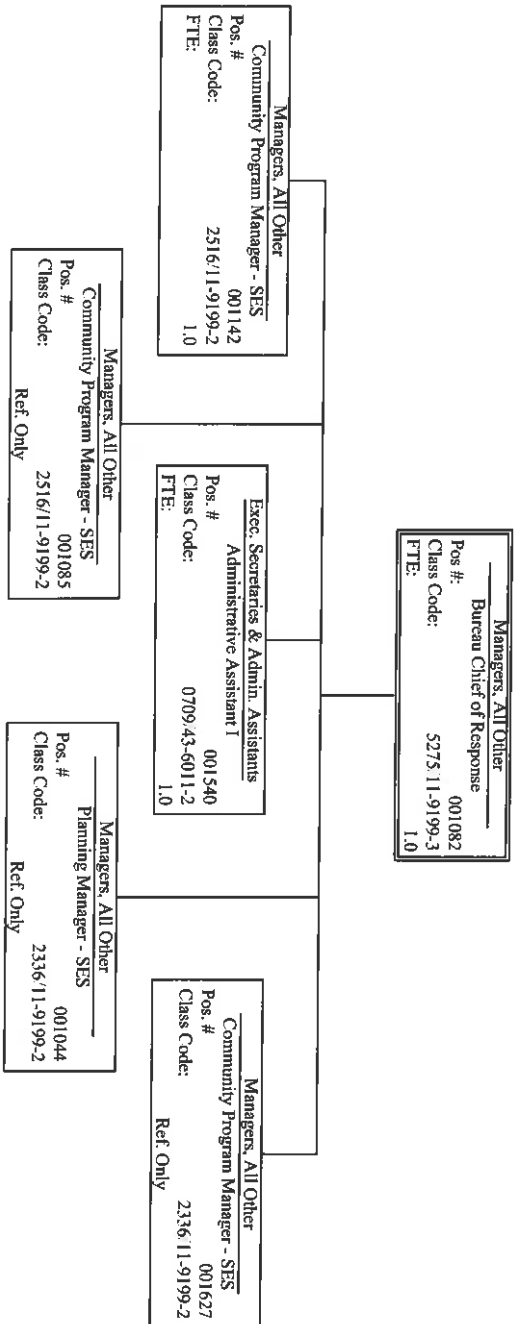 Managers, All Other
Bureau Chief of Response
Pos #: 001082
Class Code: 5275/11-9199-3
FTE: 1.0
Managers, All Other
Community Program Manager - SES
Pos. # 001142
Class Code: 2516/11-9199-2
FTE: 1.0
Managers, All Other
Community Program Manager - SES
Pos. # 001085
Class Code: 2516/11-9199-2
Ref. Only
Exec. Secretaries & Admin. Assistants
Administrative Assistant I
Pos. # 001540
Class Code: 0709/43-6011-2
FTE: 1.0
Managers, All Other
Planning Manager - SES
Pos. # 001044
Class Code: 2336/11-9199-2
Ref. Only
Managers, All Other
Community Program Manager - SES
Pos. # 001627
Class Code: 2336/11-9199-2
Ref. Only